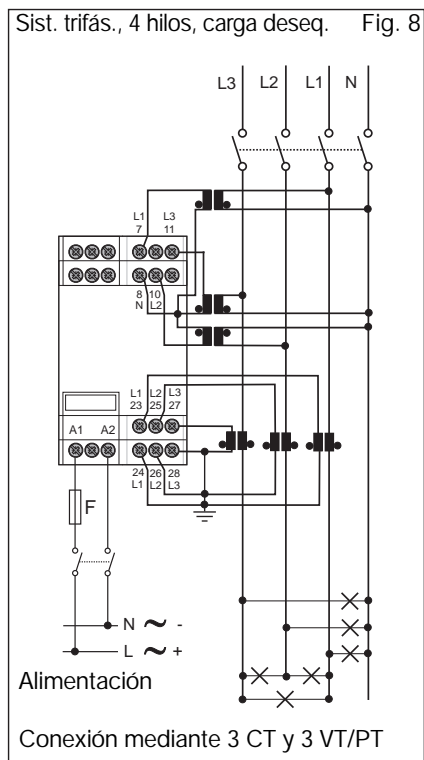 Sist. trifás., 4 hilos, carga deseq. Fig. 8
L3 L2 L1 N
L1 L3
7 11
8 10
N L2
L1 L2 L3
23 25 27
A1 A2
24 26 28
L1 L2 L3
F
N ~ -
L ~ +
Alimentación
Conexión mediante 3 CT y 3 VT/PT